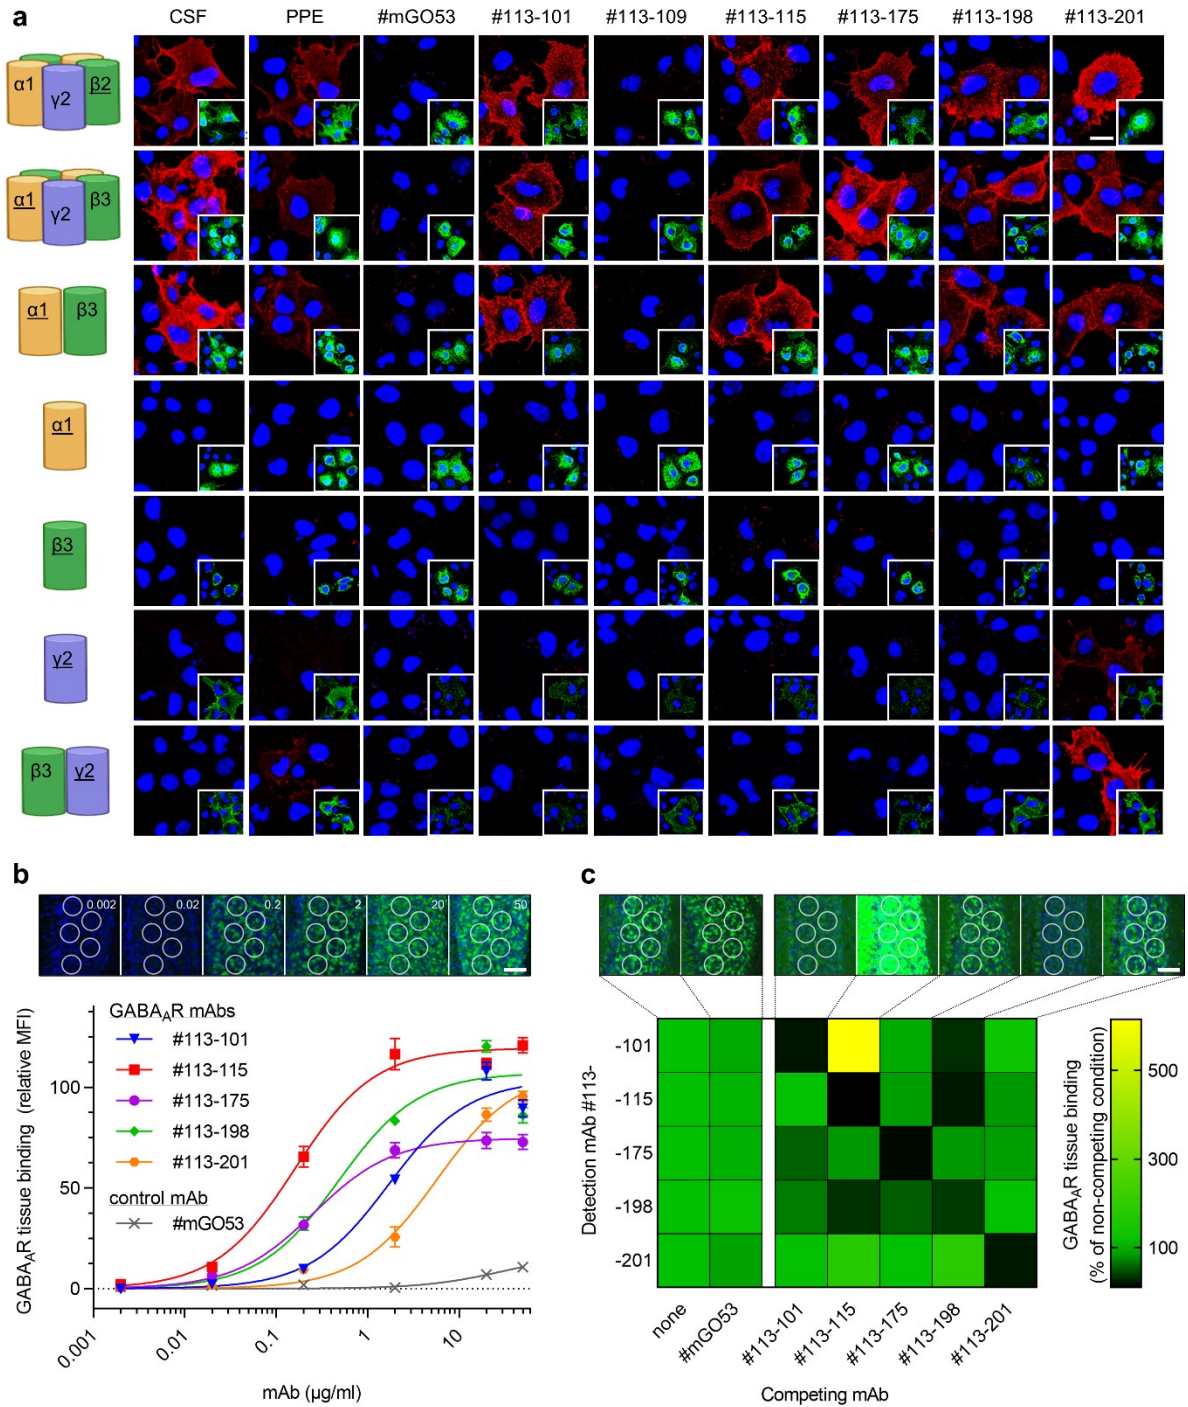 a
CSF PPE #mGO53 #113-101 #113-109 #113-115 #113-175 #113-198 #113-201
α1 γ2 β2
α1 γ2 β3
α1 β3
α1
β3
γ2
β3 γ2
b
0.002 0.02 0.2 2 20 50
GABAAR tissue binding (relative MFI)
100
50
0
GABAAR mAbs
#113-101
#113-115
#113-175
#113-198
#113-201
control mAb
#mGO53
0.001 0.01 0.1 1 10
mAb (µg/ml)
c
Detection mAb #113-
-101
-115
-175
-198
-201
none #mGO53 #113-101 #113-115 #113-175 #113-198 #113-201
Competing mAb
500
300
100
GABAAR tissue binding
(% of non-competing condition)